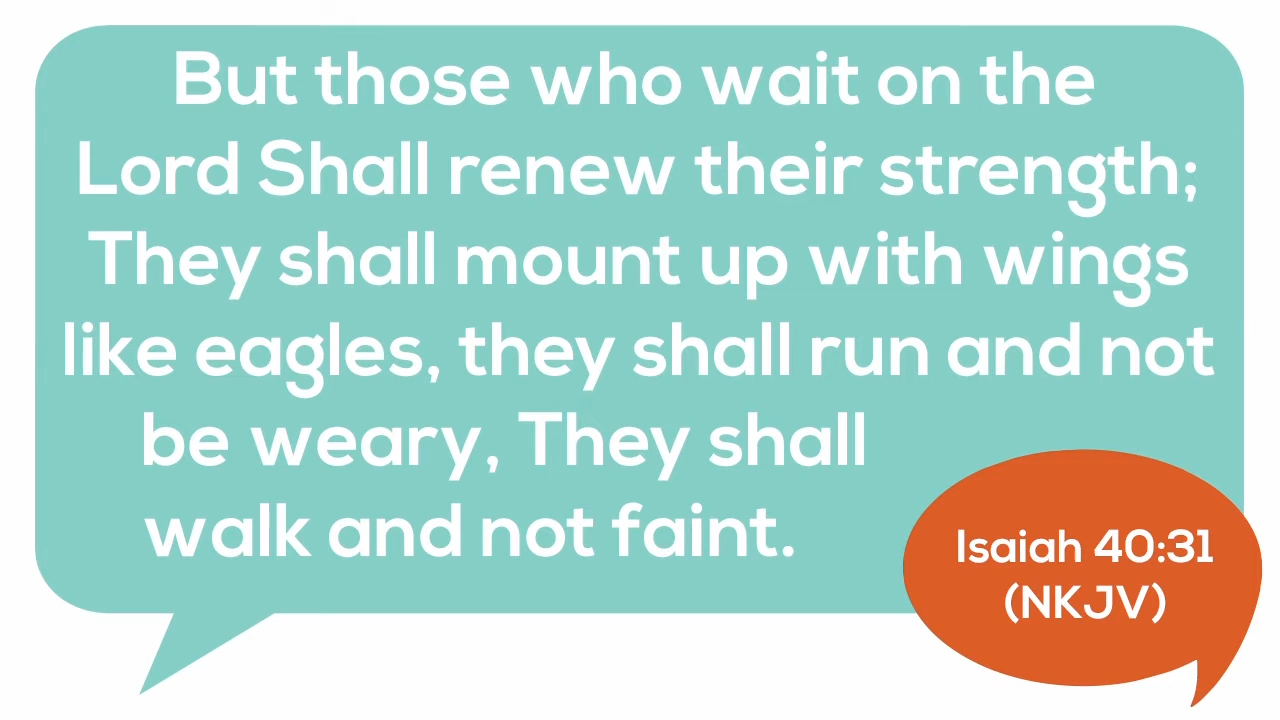 But those who wait on the
Lord Shall renew their strength;
They shall mount up with wings
like eagles, they shall run and not
be weary, They shall
walk and not faint.
Isaiah 40:31
(NKJV)